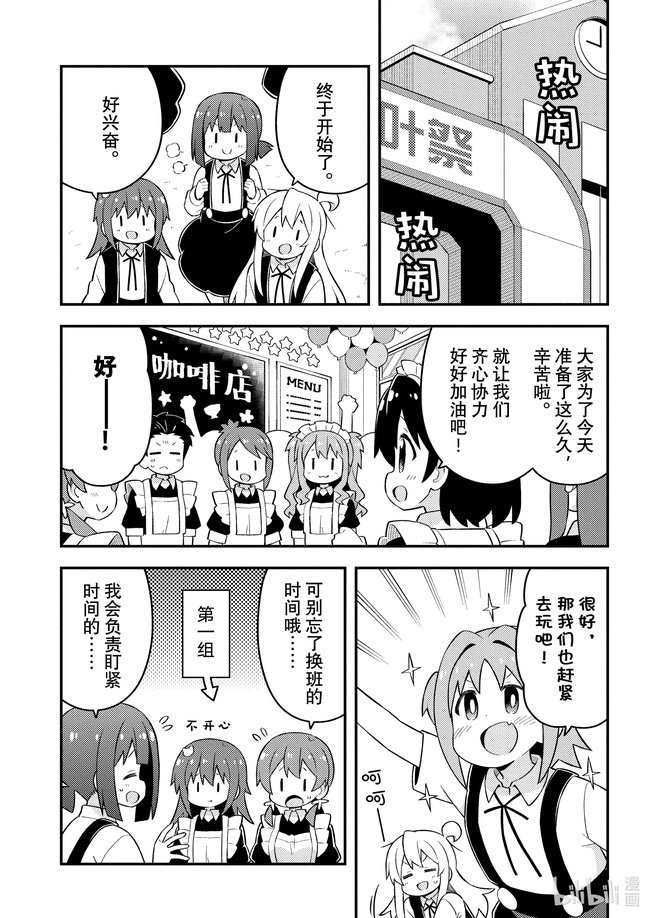 热闹
叶祭
热闹
终于开始了。
好兴奋。
大家为了今天
准备了这么久，
辛苦啦。
就让我们
齐心协力
好好加油吧！
咖啡店
MENU
好——！
很好，
那我们也赶紧
去玩吧！
呵呵—
可别忘了换班的
时间哦……
第一组
不开心
我会负责盯紧
时间的……
bilibili
漫画